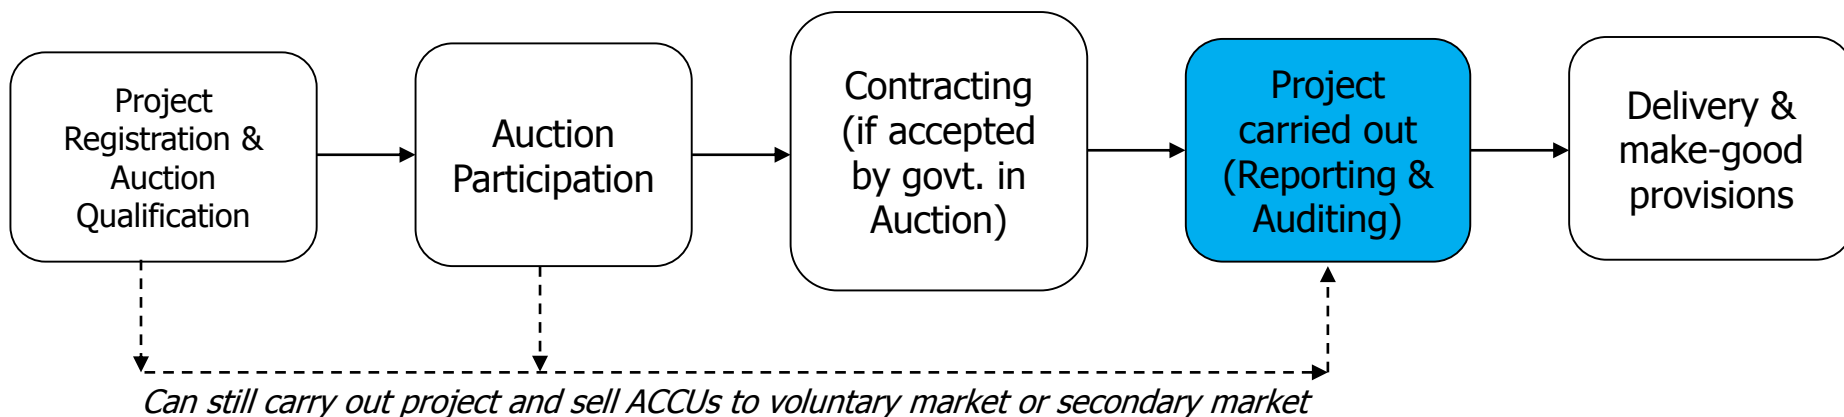 Project
Registration &
Auction
Qualification
Auction
Participation
Contracting
(if accepted
by govt. in
Auction)
Project
carried out
(Reporting &
Auditing)
Delivery &
make-good
provisions
Can still carry out project and sell ACCUs to voluntary market or secondary market